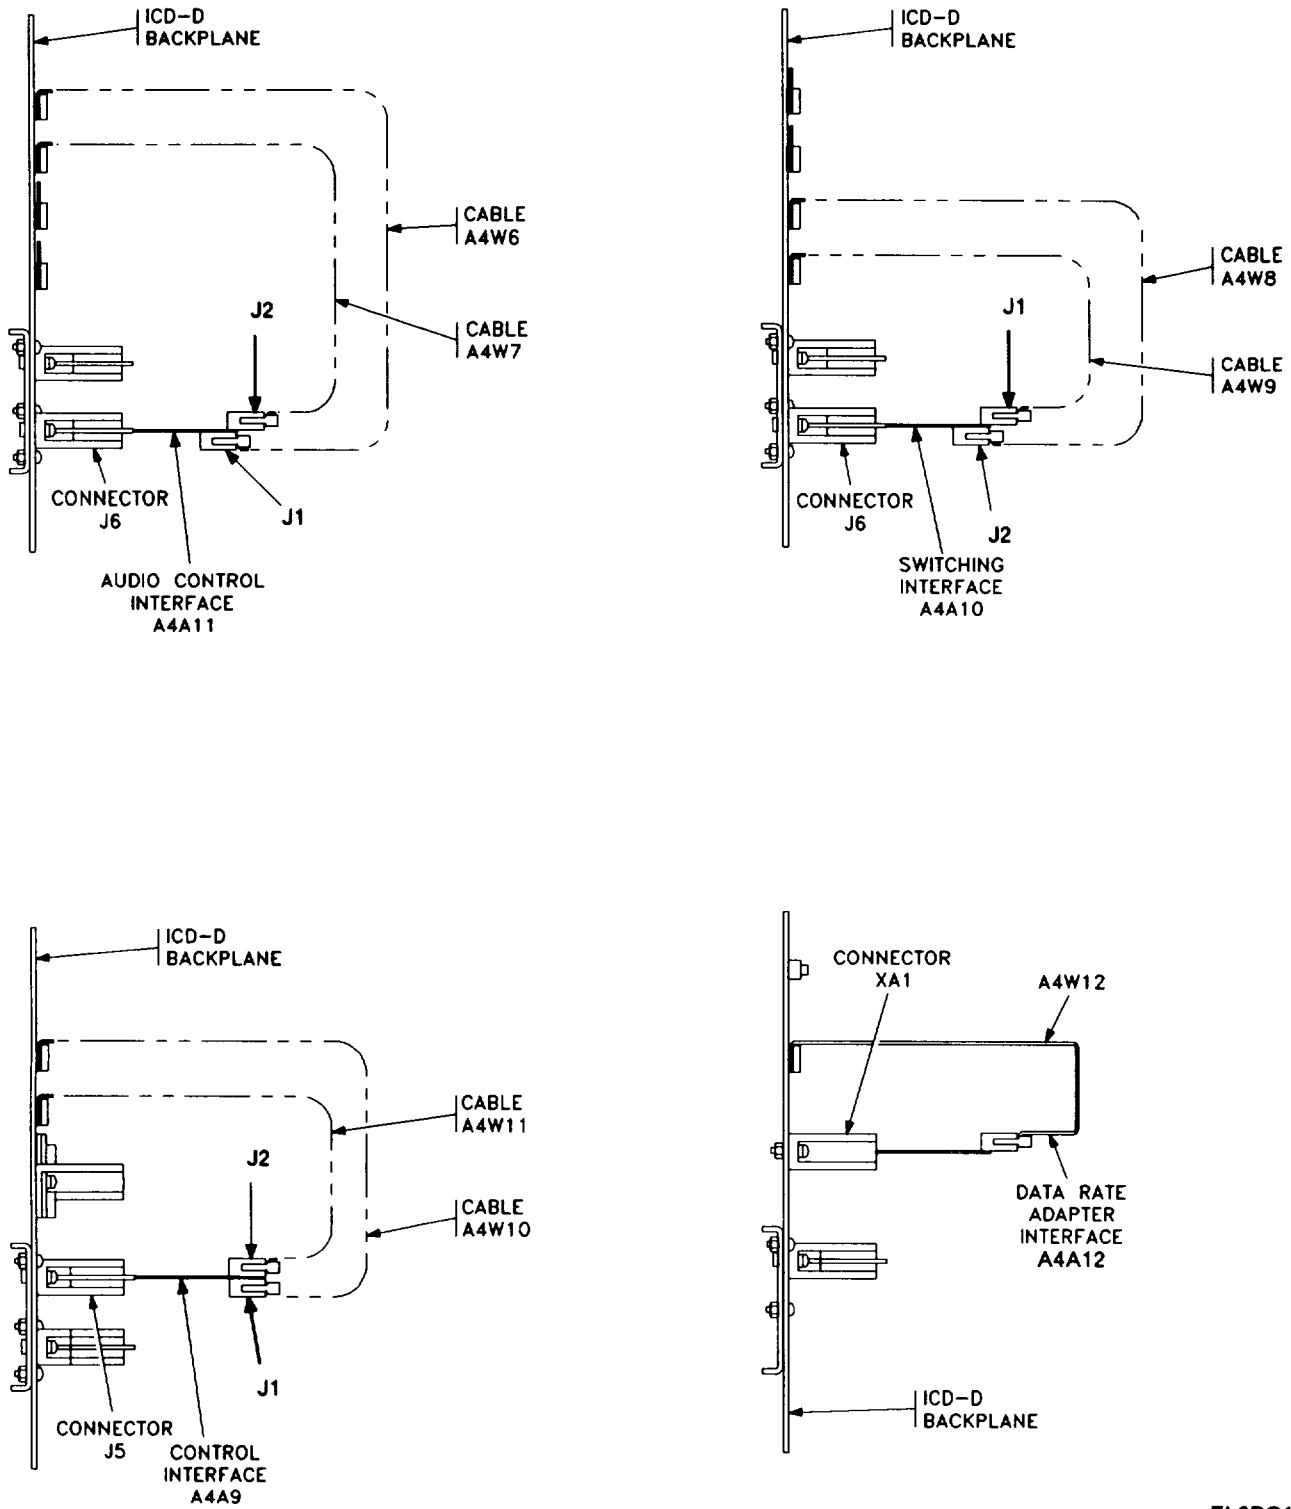 ICD-D
BACKPLANE
CABLE
A4W6
J2
CABLE
A4W7
CONNECTOR
J6
J1
AUDIO CONTROL
INTERFACE
A4A11
ICD-D
BACKPLANE
CABLE
A4W8
J1
CABLE
A4W9
CONNECTOR
J6
J2
SWITCHING
INTERFACE
A4A10
ICD-D
BACKPLANE
CABLE
A4W11
J2
CABLE
A4W10
J1
CONNECTOR
J5
CONTROL
INTERFACE
A4A9
CONNECTOR
XA1
A4W12
DATA RATE
ADAPTER
INTERFACE
A4A12
ICD-D
BACKPLANE